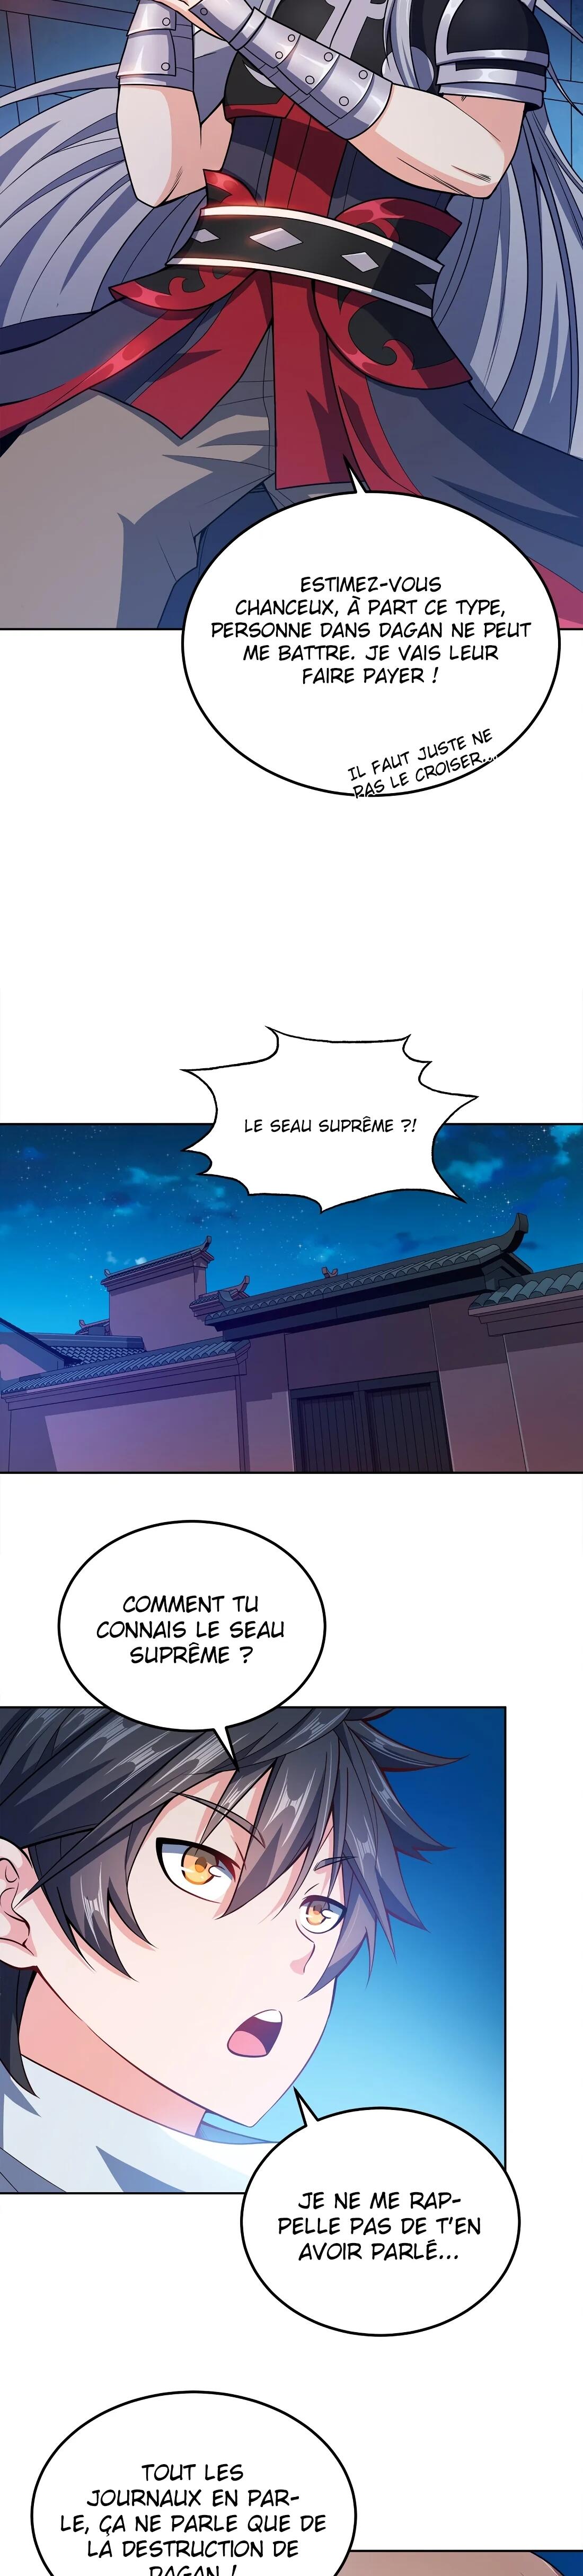 ESTIMEZ-VOUS
CHANCEUX, À PART CE TYPE,
PERSONNE DANS DAGAN NE PEUT
ME BATTRE. JE VAIS LEUR
FAIRE PAYER !
IL FAUT JUSTE NE
PAS LE CROISER...
LE SEAU SUPRÊME ?!
COMMENT TU
CONNAIS LE SEAU
SUPRÊME ?
JE NE ME RAP-
PELLE PAS DE T'EN
AVOIR PARLÉ...
TOUT LES
JOURNAUX EN PAR-
LE, ÇA NE PARLE QUE DE
LA DESTRUCTION DE
DAGAN !